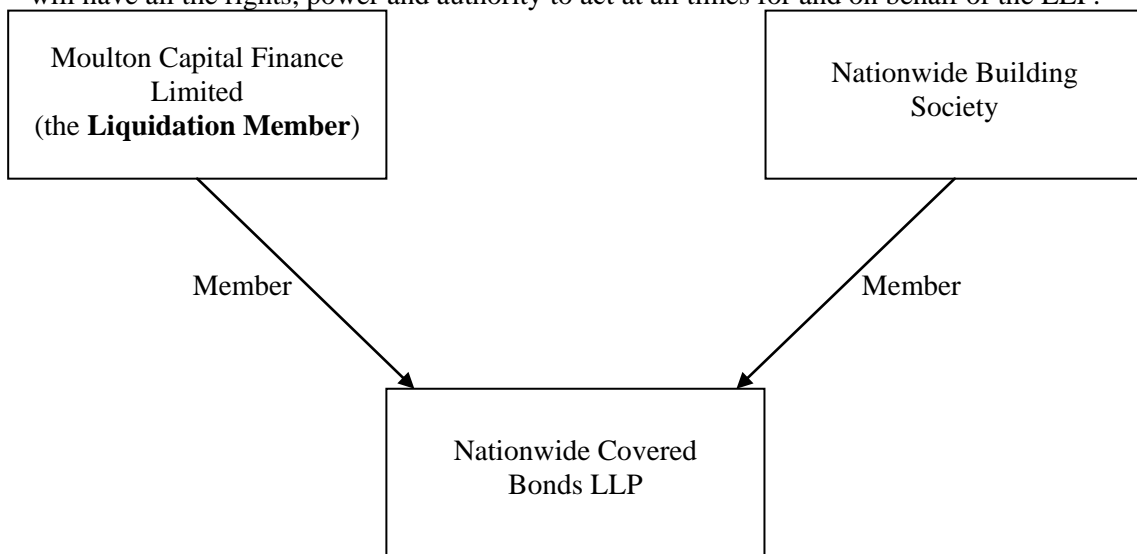 will have all the rights, power and authority to act at all times for and on behalf of the LLP.
Moulton Capital Finance
Limited
(the Liquidation Member)
Nationwide Building
Society
Member
Member
Nationwide Covered
Bonds LLP